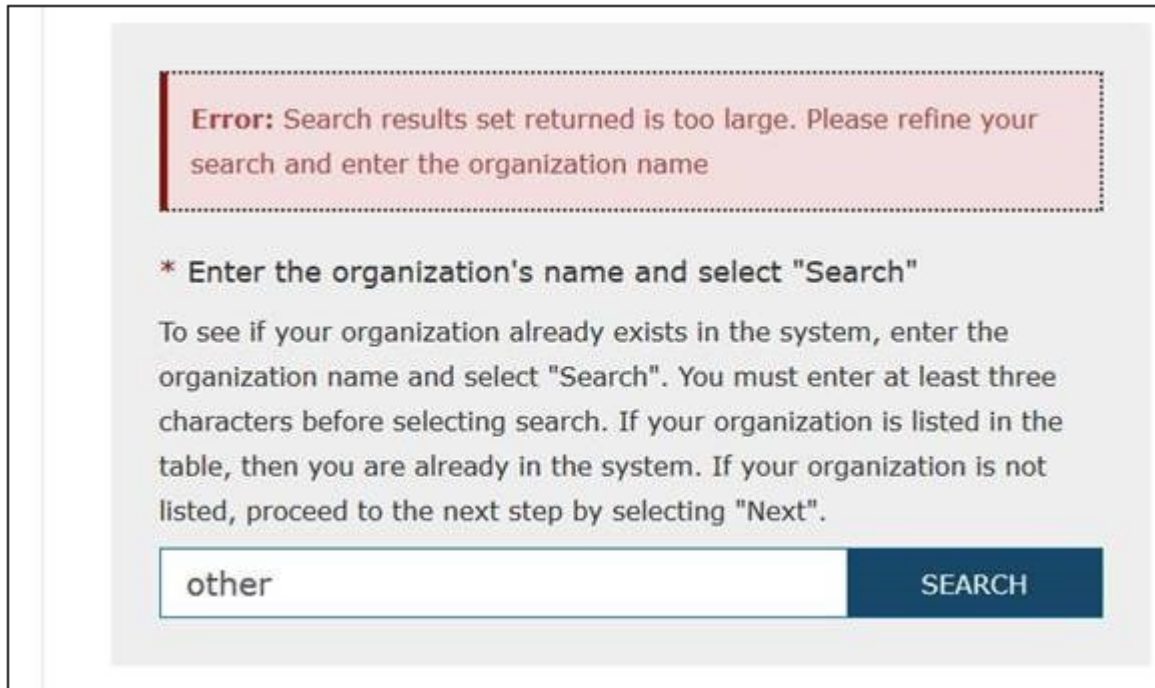 Error: Search results set returned is too large. Please refine your
search and enter the organization name
* Enter the organization's name and select "Search"
To see if your organization already exists in the system, enter the
organization name and select "Search". You must enter at least three
characters before selecting search. If your organization is listed in the
table, then you are already in the system. If your organization is not
listed, proceed to the next step by selecting "Next".
other
SEARCH